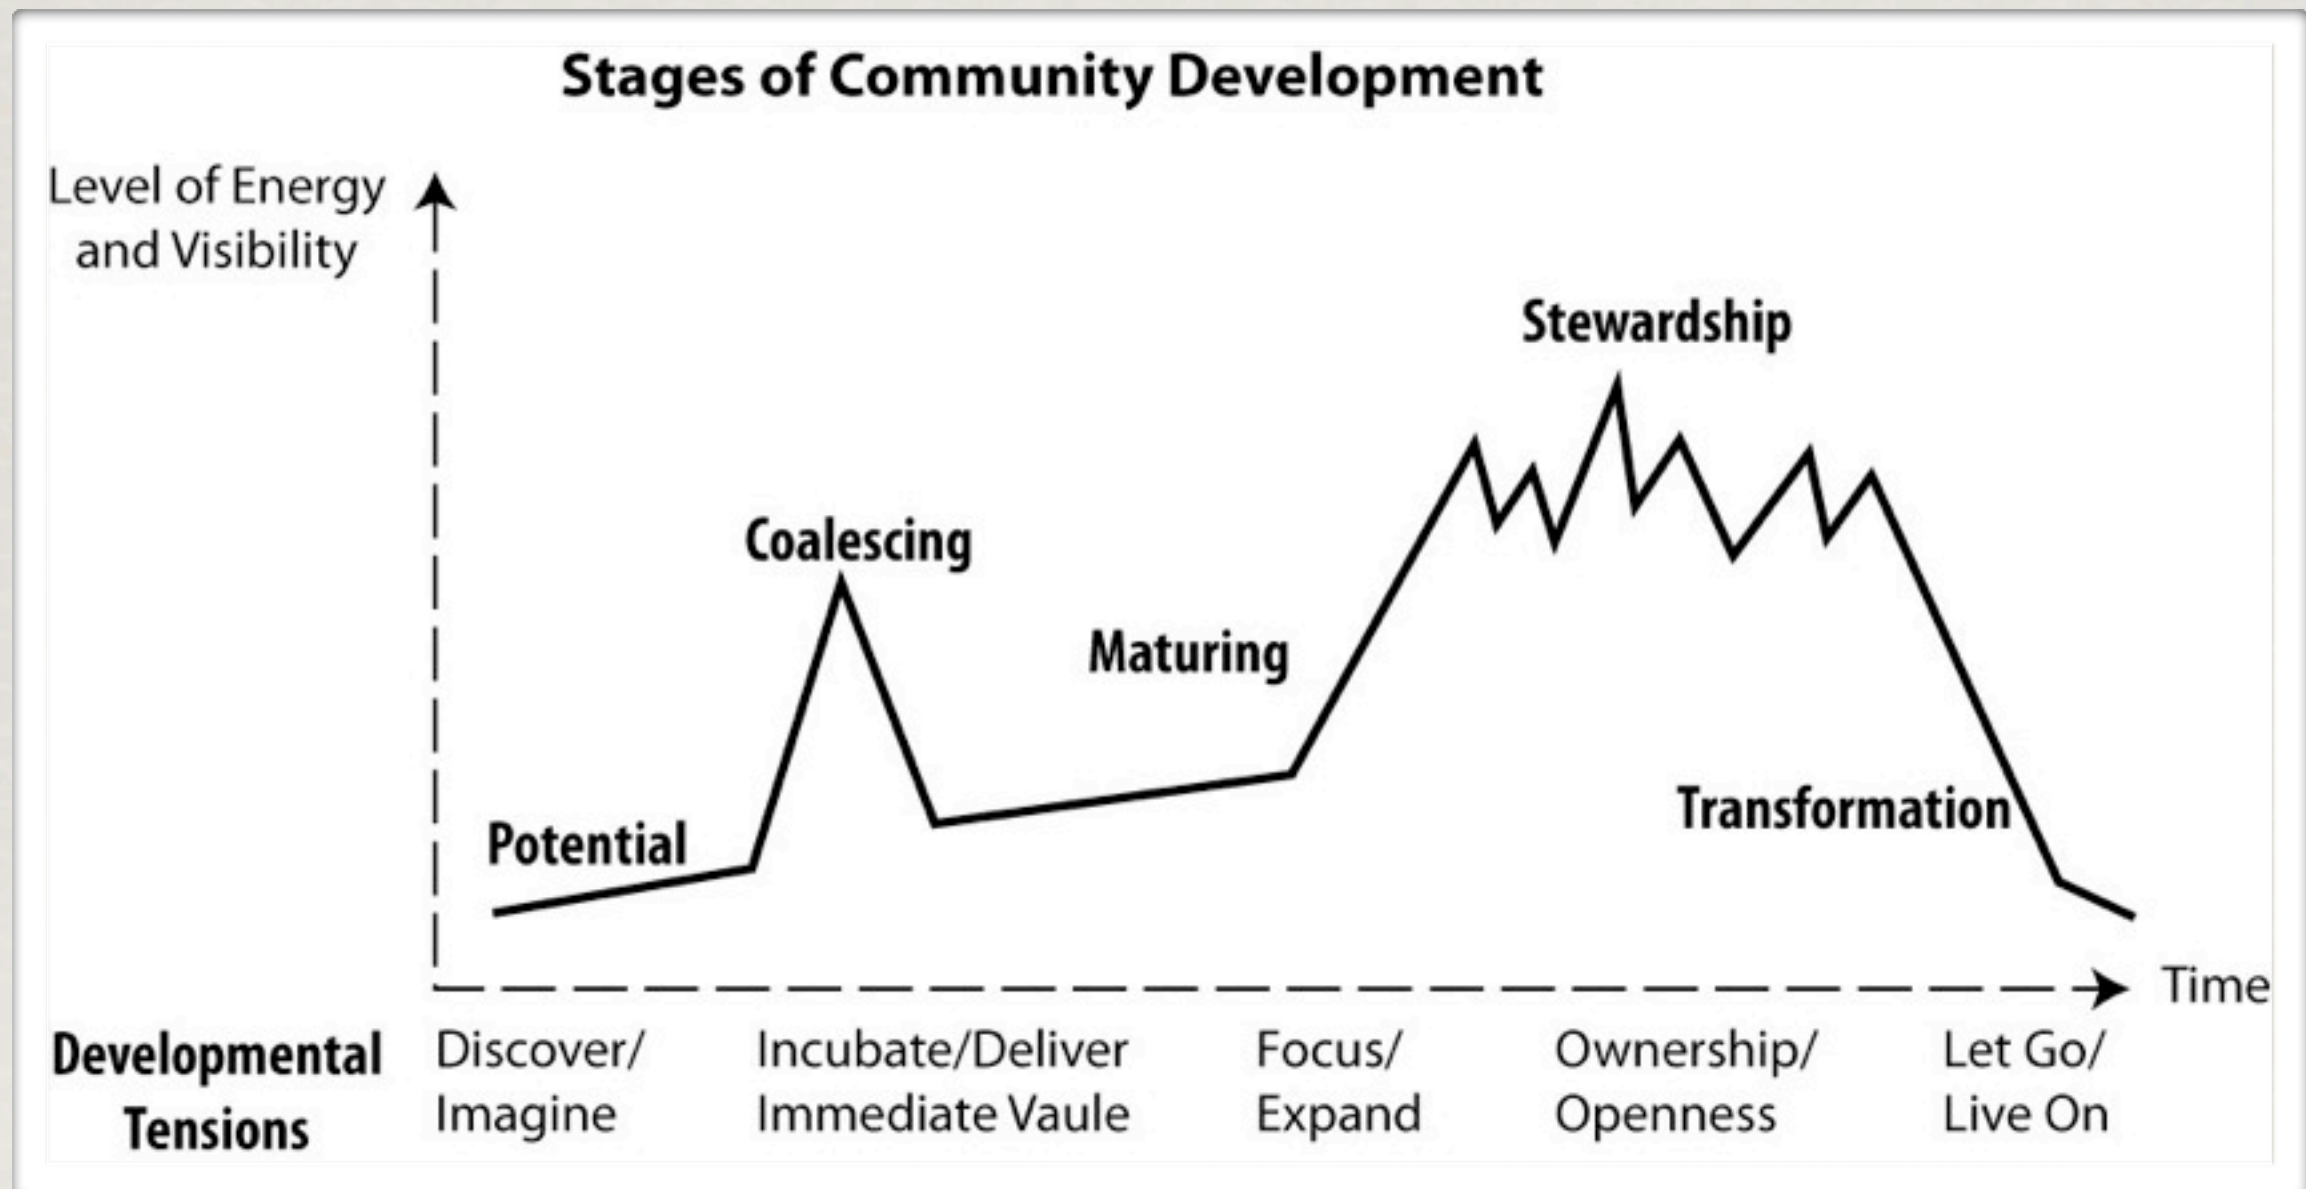 Stages of Community Development
Level of Energy
and Visibility
Stewardship
Coalescing
Maturing
Potential
Transformation
Time
Developmental
Tensions
Discover/
Imagine
Incubate/Deliver
Immediate Vaule
Focus/
Expand
Ownership/
Openness
Let Go/
Live On